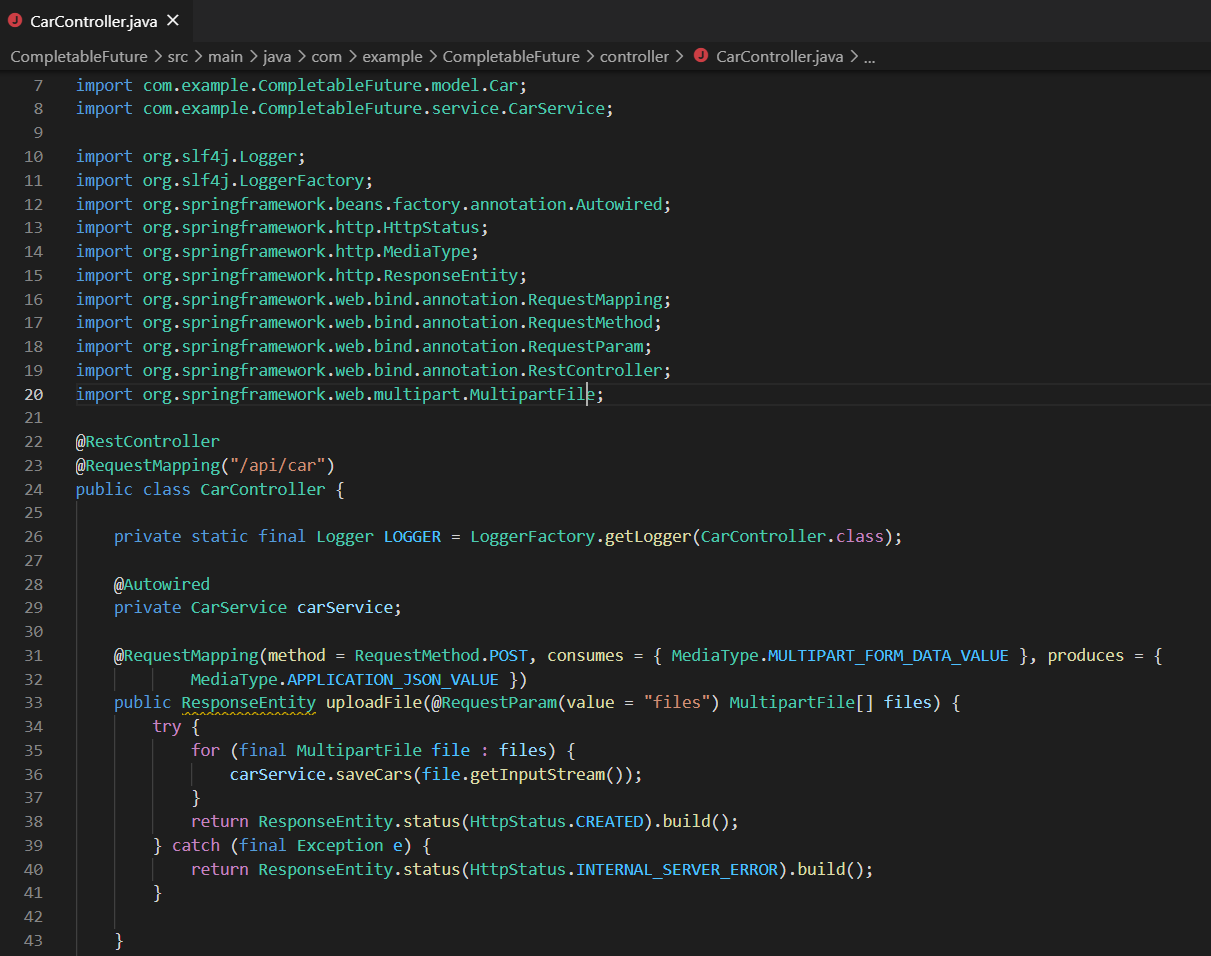 CarController.java ×
CompletableFuture > src > main > java > com > example > CompletableFuture > controller > CarController.java > ...
7 import com.example.CompletableFuture.model.Car;
8 import com.example.CompletableFuture.service.CarService;
9
10 import org.slf4j.Logger;
11 import org.slf4j.LoggerFactory;
12 import org.springframework.beans.factory.annotation.Autowired;
13 import org.springframework.http.HttpStatus;
14 import org.springframework.http.MediaType;
15 import org.springframework.http.ResponseEntity;
16 import org.springframework.web.bind.annotation.RequestMapping;
17 import org.springframework.web.bind.annotation.RequestMethod;
18 import org.springframework.web.bind.annotation.RequestParam;
19 import org.springframework.web.bind.annotation.RestController;
20 import org.springframework.web.multipart.MultipartFile;
21
22 @RestController
23 @RequestMapping("/api/car")
24 public class CarController {
25
26     private static final Logger LOGGER = LoggerFactory.getLogger(CarController.class);
27
28     @Autowired
29     private CarService carService;
30
31     @RequestMapping(method = RequestMethod.POST, consumes = { MediaType.MULTIPART_FORM_DATA_VALUE }, produces = {
32             MediaType.APPLICATION_JSON_VALUE })
33     public ResponseEntity uploadFile(@RequestParam(value = "files") MultipartFile[] files) {
34         try {
35             for (final MultipartFile file : files) {
36                 carService.saveCars(file.getInputStream());
37             }
38             return ResponseEntity.status(HttpStatus.CREATED).build();
39         } catch (final Exception e) {
40             return ResponseEntity.status(HttpStatus.INTERNAL_SERVER_ERROR).build();
41         }
42
43     }